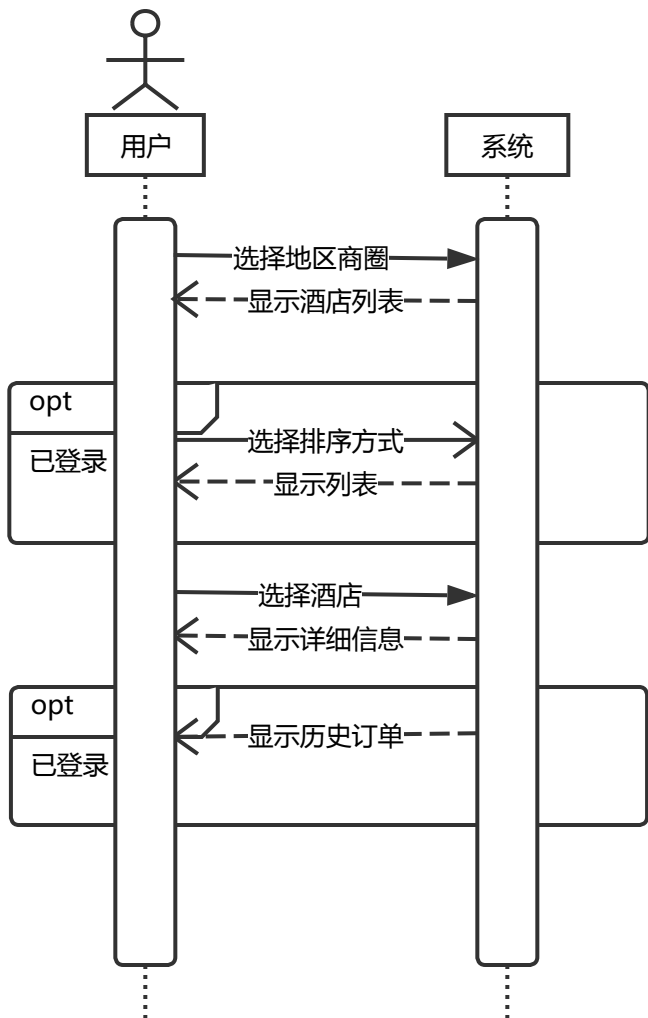 用户
系统
选择地区商圈
显示酒店列表
opt
选择排序方式
已登录
显示列表
选择酒店
显示详细信息
opt
显示历史订单
已登录